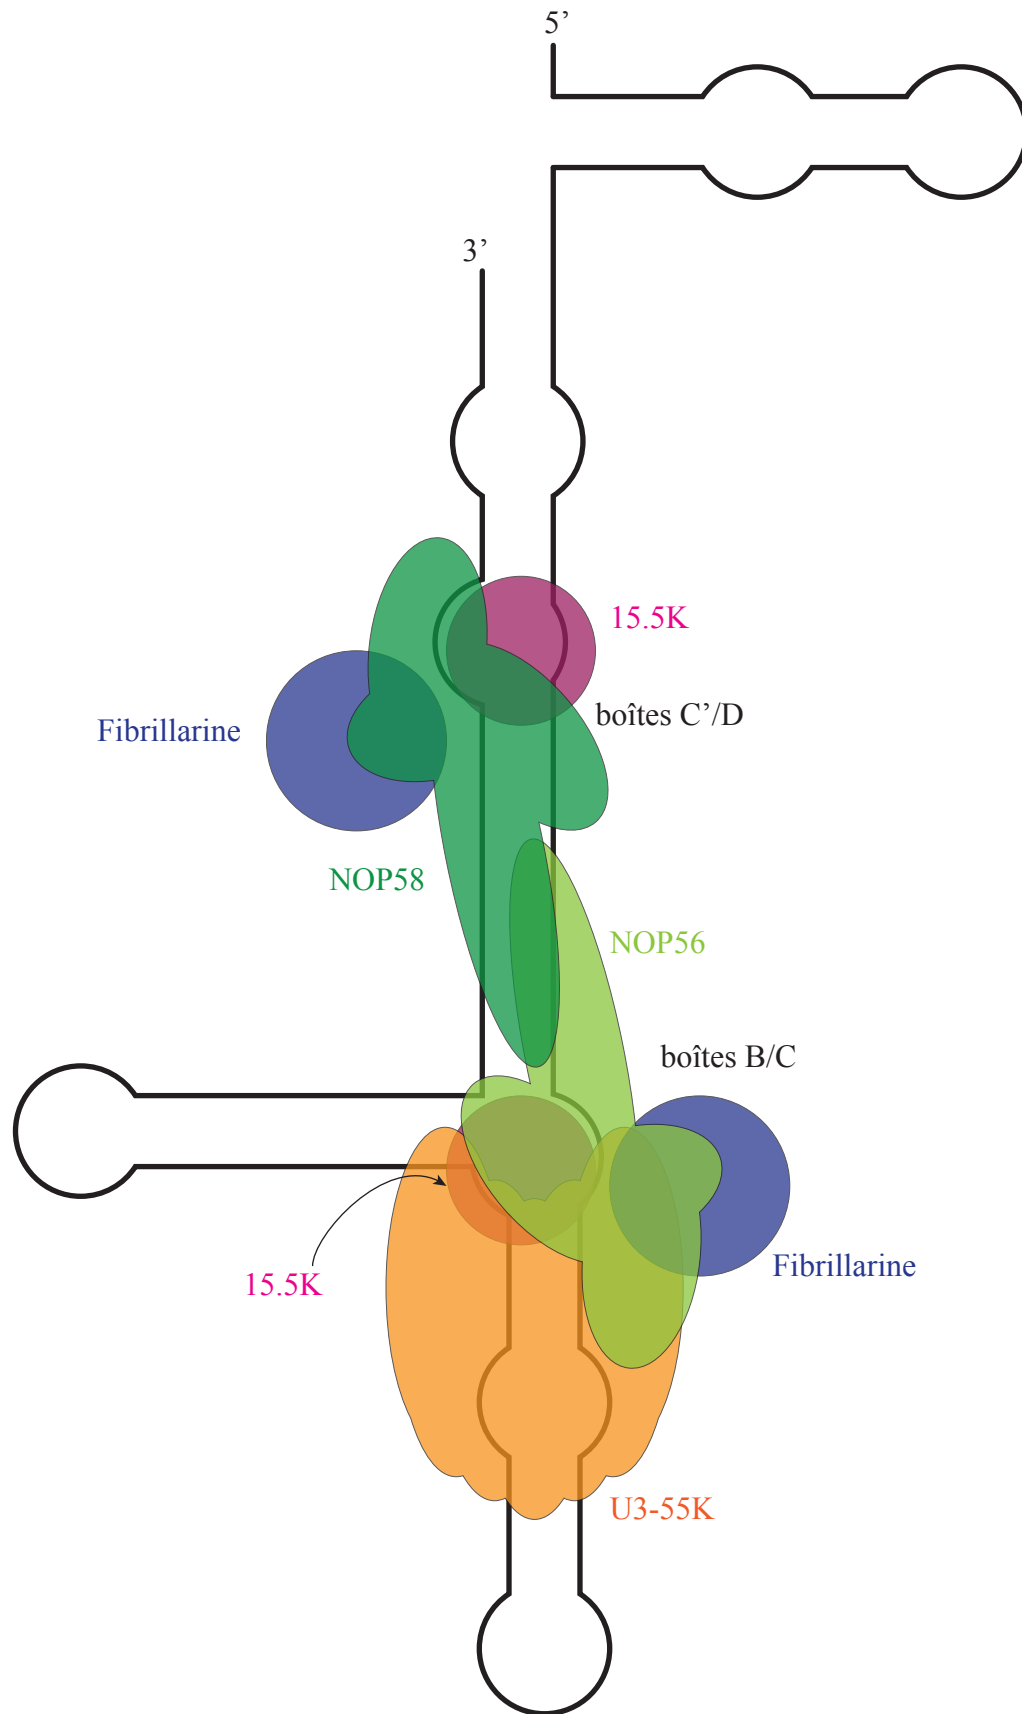 5’
3’
15.5K
boîtes C’/D
Fibrillarine
NOP58
NOP56
boîtes B/C
Fibrillarine
15.5K
U3-55K